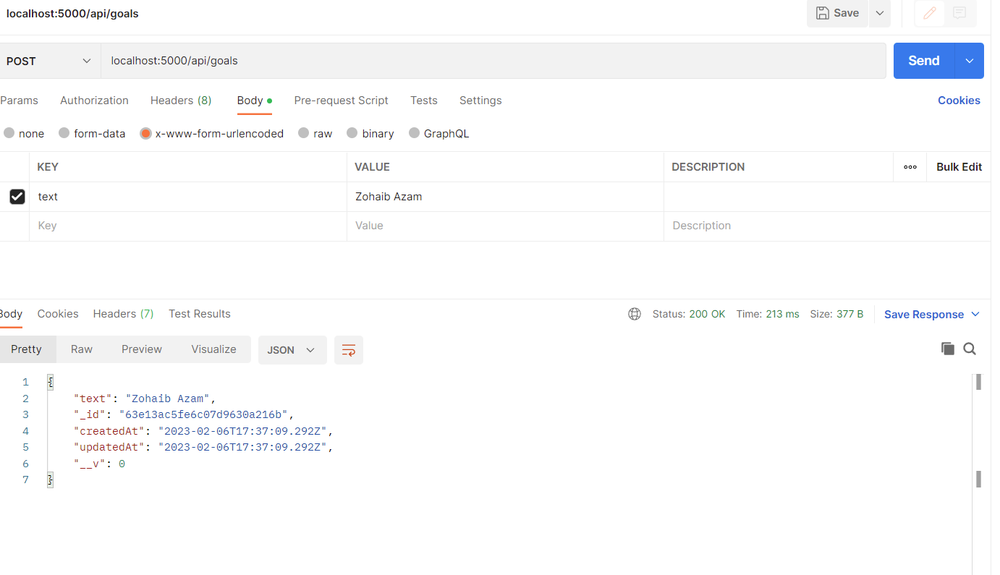 localhost:5000/api/goals
Save
POST localhost:5000/api/goals Send
Params Authorization Headers (8) Body Pre-request Script Tests Settings Cookies
none form-data x-www-form-urlencoded raw binary GraphQL
KEY VALUE DESCRIPTION Bulk Edit
text Zohaib Azam
Key Value Description
Body Cookies Headers (7) Test Results Status: 200 OK Time: 213 ms Size: 377 B Save Response
Pretty Raw Preview Visualize JSON
1 {
2 "text": "Zohaib Azam",
3 "_id": "63e13ac5fe6c07d9630a216b",
4 "createdAt": "2023-02-06T17:37:09.292Z",
5 "updatedAt": "2023-02-06T17:37:09.292Z",
6 "__v": 0
7 }